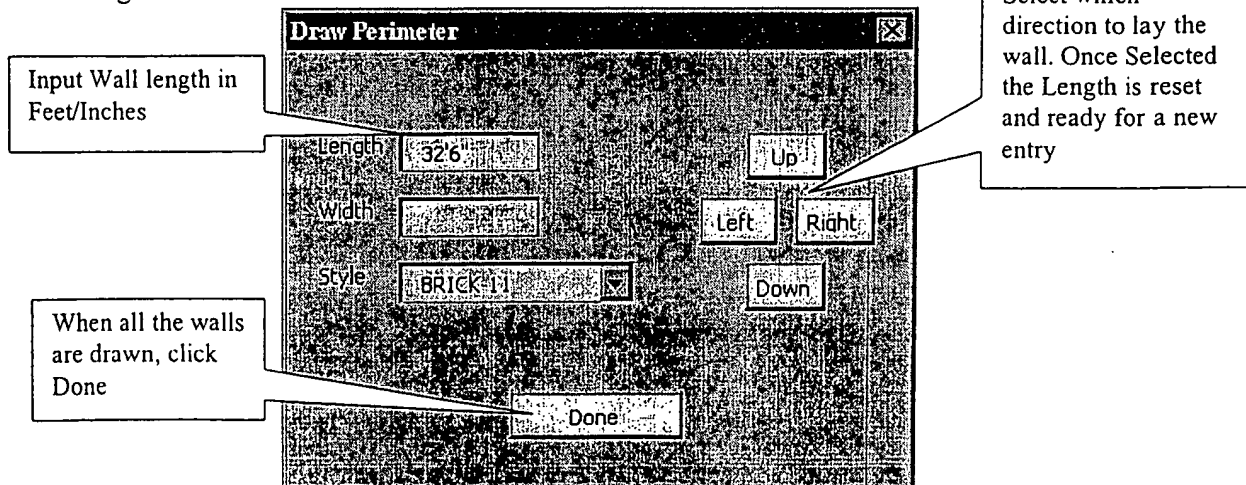 Select which
direction to lay the
wall. Once Selected
the Length is reset
and ready for a new
entry
Draw Perimeter
Input Wall length in
Feet/Inches
Length 32'6"
Width
Style BRICK-11
Up
Left Right
Down
When all the walls
are drawn, click
Done
Done